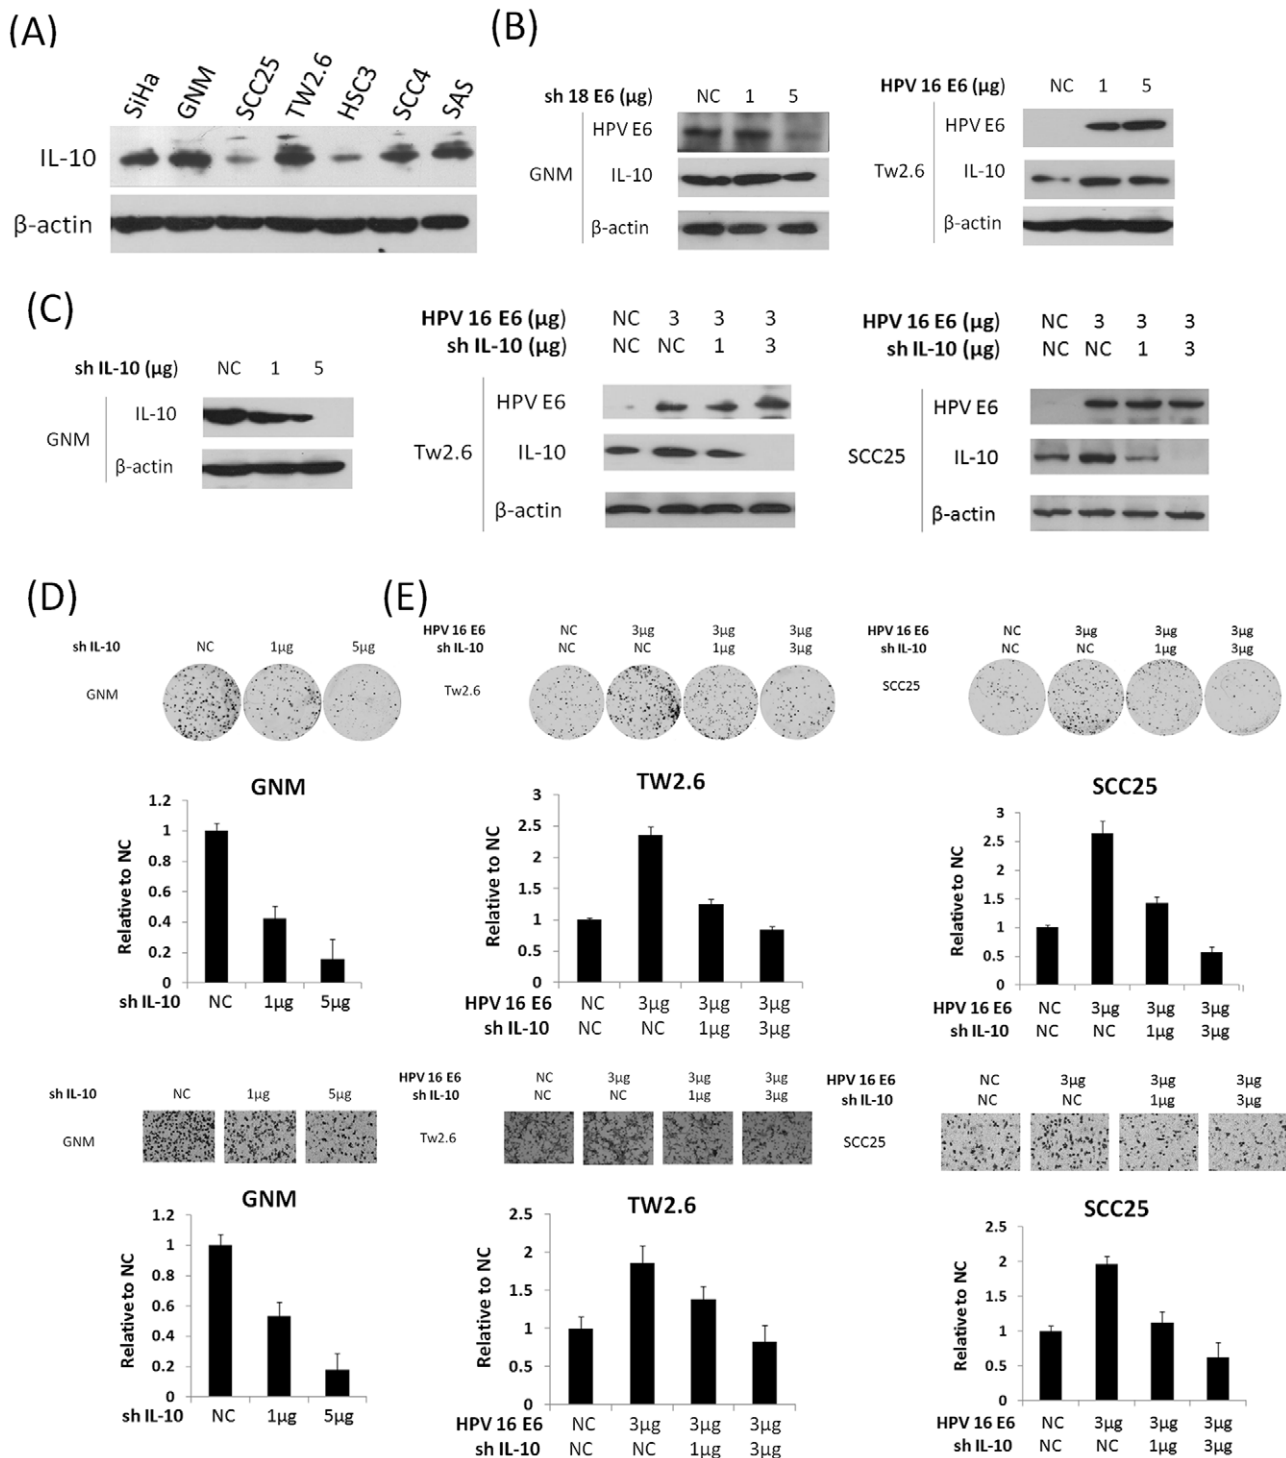 (A)
SiHa GNM SCC25 TW2.6 HSC3 SCC4 SAS
IL-10
β-actin
(B)
sh 18 E6 (μg) NC 1 5
HPV E6
GNM IL-10
β-actin
HPV 16 E6 (μg) NC 1 5
HPV E6
Tw2.6 IL-10
β-actin
(C)
sh IL-10 (μg) NC 1 5
IL-10
GNM
β-actin
HPV 16 E6 (μg) NC 3 3 3
sh IL-10 (μg) NC NC 1 3
HPV E6
Tw2.6 IL-10
β-actin
HPV 16 E6 (μg) NC 3 3 3
sh IL-10 (μg) NC NC 1 3
HPV E6
SCC25 IL-10
β-actin
(D)
sh IL-10 NC 1μg 5μg
GNM
GNM
Relative to NC
1.2
1
0.8
0.6
0.4
0.2
0
sh IL-10 NC 1μg 5μg
sh IL-10 NC 1μg 5μg
GNM
GNM
Relative to NC
1.2
1
0.8
0.6
0.4
0.2
0
sh IL-10 NC 1μg 5μg
(E)
HPV 16 E6 NC 3μg 3μg 3μg
sh IL-10 NC NC 1μg 3μg
Tw2.6
TW2.6
Relative to NC
3
2.5
2
1.5
1
0.5
0
HPV 16 E6 NC 3μg 3μg 3μg
sh IL-10 NC NC 1μg 3μg
HPV 16 E6 NC 3μg 3μg 3μg
sh IL-10 NC NC 1μg 3μg
SCC25
SCC25
Relative to NC
3
2.5
2
1.5
1
0.5
0
HPV 16 E6 NC 3μg 3μg 3μg
sh IL-10 NC NC 1μg 3μg
HPV 16 E6 NC 3μg 3μg 3μg
sh IL-10 NC NC 1μg 3μg
Tw2.6
TW2.6
Relative to NC
2.5
2
1.5
1
0.5
0
HPV 16 E6 NC 3μg 3μg 3μg
sh IL-10 NC NC 1μg 3μg
HPV 16 E6 NC 3μg 3μg 3μg
sh IL-10 NC NC 1μg 3μg
SCC25
SCC25
Relative to NC
2.5
2
1.5
1
0.5
0
HPV 16 E6 NC 3μg 3μg 3μg
sh IL-10 NC NC 1μg 3μg